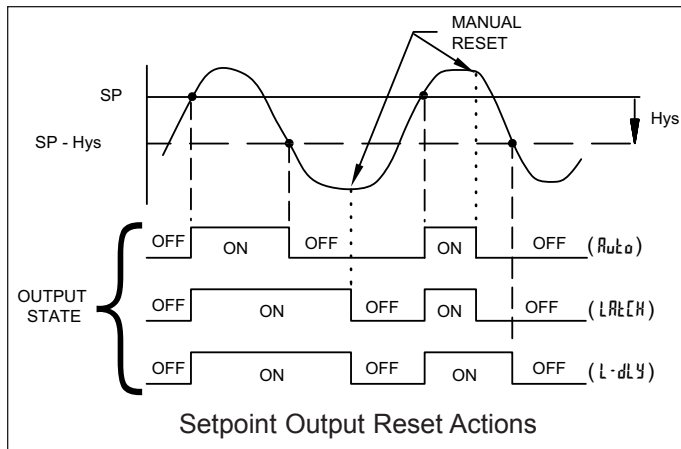 MANUAL
RESET
SP
Hys
SP - Hys
OFF ON OFF ON OFF (Auto)
OUTPUT
STATE
OFF ON OFF ON OFF (LAtCH)
OFF ON OFF ON OFF (L-dLY)
Setpoint Output Reset Actions